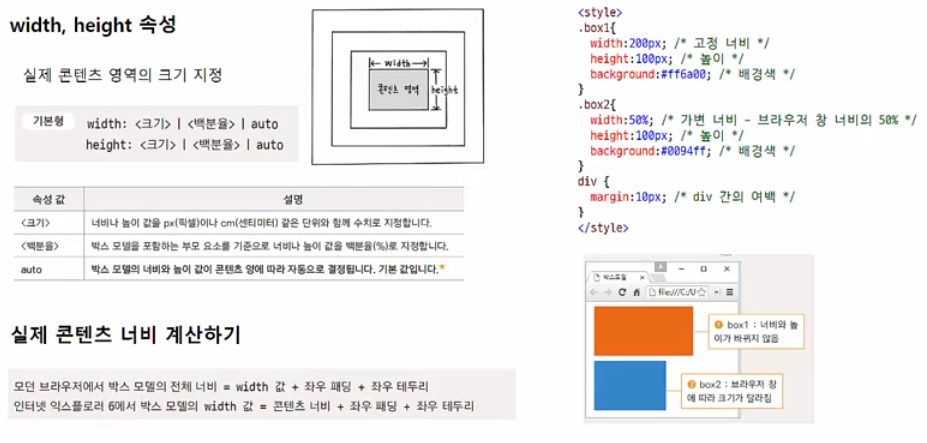 width, height 속성
실제 콘텐츠 영역의 크기 지정
기본형 width: <크기> | <백분율> | auto
height: <크기> | <백분율> | auto
width
height
콘텐츠 영역
속성 값 설명
<크기> 너비나 높이 값을 px(픽셀)이나 cm(센티미터) 같은 단위와 함께 수치로 지정합니다.
<백분율> 박스 모델을 포함하는 부모 요소를 기준으로 너비나 높이 값을 백분율(%)로 지정합니다.
auto 박스 모델의 너비와 높이 값이 콘텐츠 양에 따라 자동으로 결정됩니다. 기본 값입니다.*
실제 콘텐츠 너비 계산하기
모던 브라우저에서 박스 모델의 전체 너비 = width 값 + 좌우 패딩 + 좌우 테두리
인터넷 익스플로러 6에서 박스 모델의 width 값 = 콘텐츠 너비 + 좌우 패딩 + 좌우 테두리
<style>
.box1{
width:200px; /* 고정 너비 */
height:100px; /* 높이 */
background:#ff6a00; /* 배경색 */
}
.box2{
width:50%; /* 가변 너비 - 브라우저 창 너비의 50% */
height:100px; /* 높이 */
background:#0094ff; /* 배경색 */
}
div {
margin:10px; /* div 간의 여백 */
}
</style>
박스모델
file:///C:/U
① box1 : 너비와 높
이가 바뀌지 않음
② box2 : 브라우저 창
에 따라 크기가 달라짐